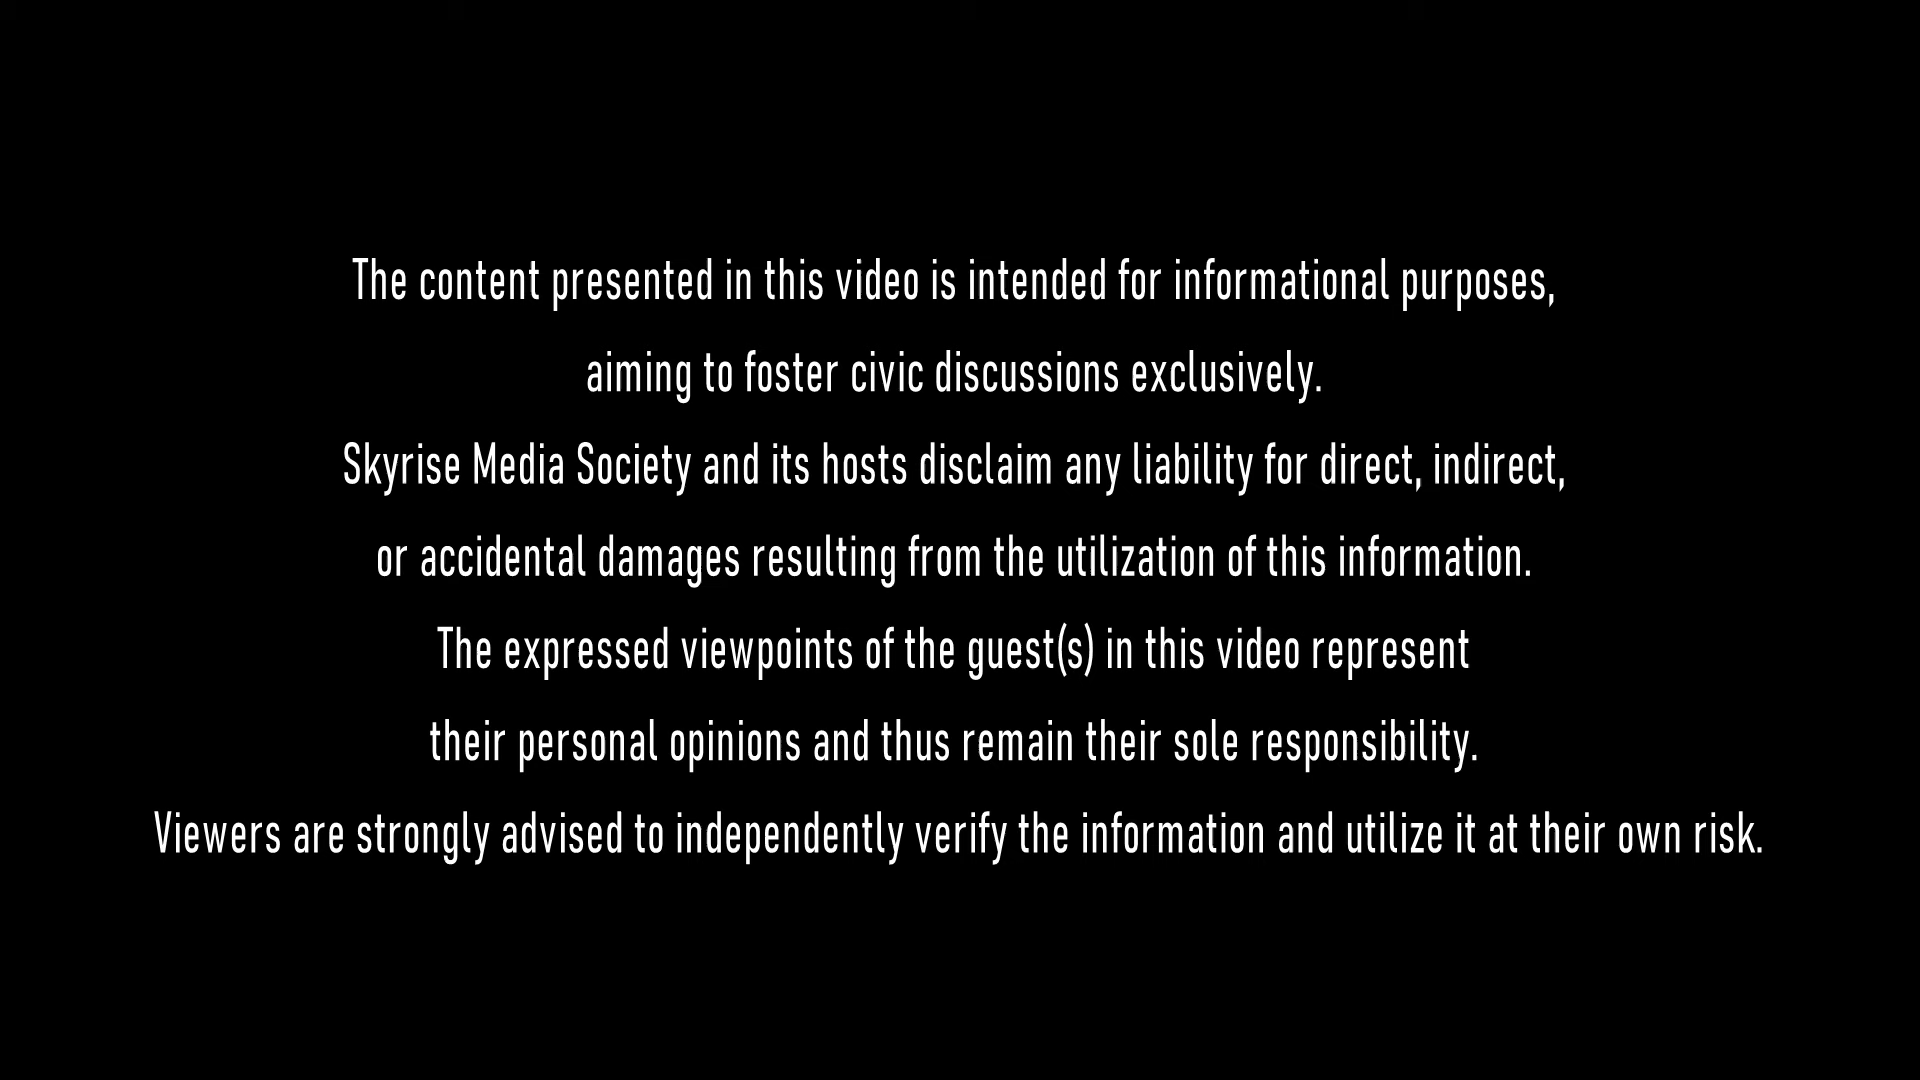 The content presented in this video is intended for informational purposes,
aiming to foster civic discussions exclusively.
Skyrise Media Society and its hosts disclaim any liability for direct, indirect,
or accidental damages resulting from the utilization of this information.
The expressed viewpoints of the guest(s) in this video represent
their personal opinions and thus remain their sole responsibility.
Viewers are strongly advised to independently verify the information and utilize it at their own risk.